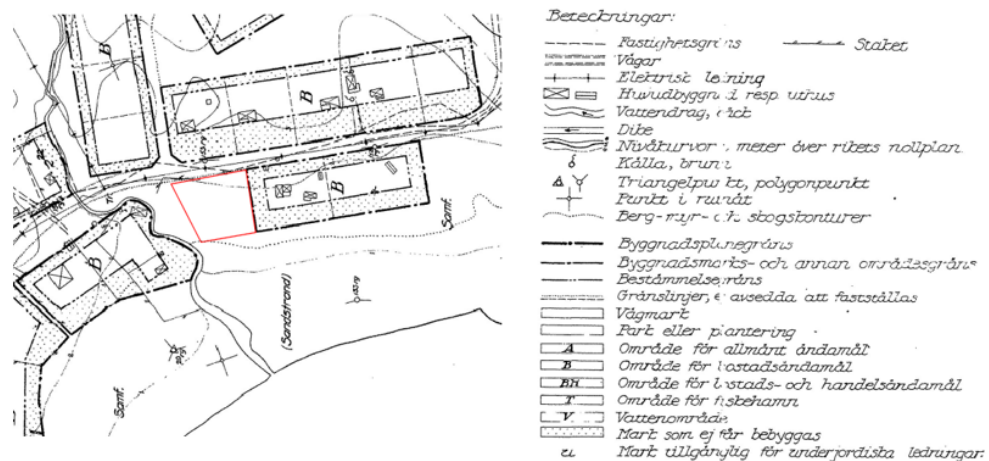 B
B
B
B
Samf.
(Sandstrand)
Samf.
Beteckningar:
Fastighetsgräns
Staket
Vägar
Elektrisk ledning
Huvudbyggn. resp. uthus
Vattendrag, bäck
Dike
Nivåkurvor, meter över rikets nollplan
Källa, brunn
Triangelpunkt, polygonpunkt
Punkt i rutnät
Berg- myr- och skogskonturer
Byggnadsplanegräns
Byggnadsmarks- och annan områdesgräns
Bestämmelsegräns
Gränslinjer, ej avsedda att fastställas
Vägmark
Park eller plantering
A Område för allmänt ändamål
B Område för bostadsändamål
BH Område för bostads- och handelsändamål
T Område för fiskehamn
V Vattenområde
Mark som ej får bebyggas
u Mark tillgänglig för underjordiska ledningar.